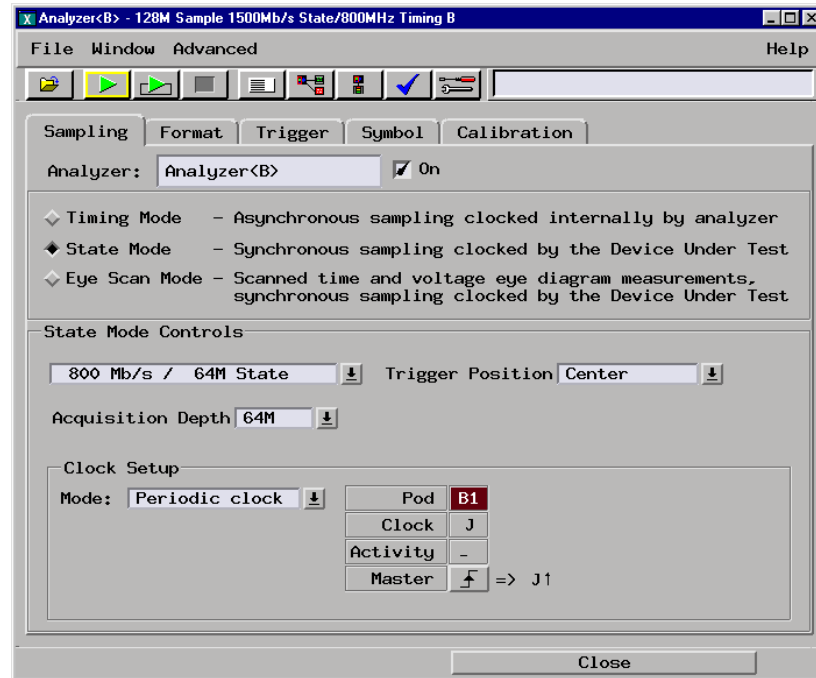 Analyzer<B> - 128M Sample 1500Mb/s State/800MHz Timing B
File Window Advanced Help
Sampling Format Trigger Symbol Calibration
Analyzer: Analyzer<B> On
Timing Mode - Asynchronous sampling clocked internally by analyzer
State Mode - Synchronous sampling clocked by the Device Under Test
Eye Scan Mode - Scanned time and voltage eye diagram measurements,
synchronous sampling clocked by the Device Under Test
State Mode Controls
800 Mb/s / 64M State Trigger Position Center
Acquisition Depth 64M
Clock Setup
Mode: Periodic clock Pod B1
Clock J
Activity -
Master => J↑
Close